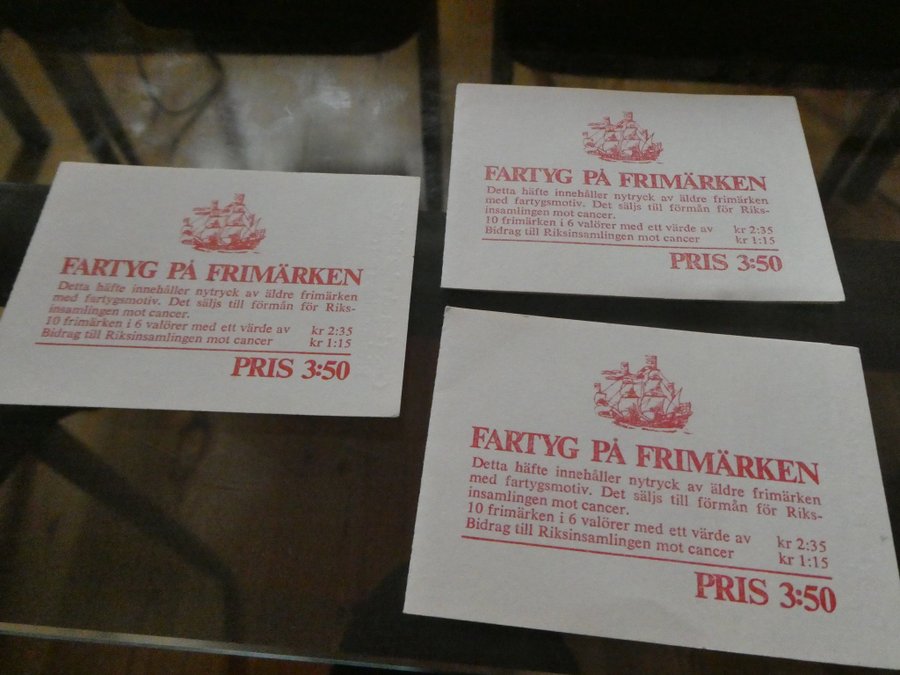 FARTYG PÅ FRIMÄRKEN
Detta häfte innehåller nytryck av äldre frimärken
med fartygsmotiv. Det säljs till förmån för Riks-
insamlingen mot cancer.
10 frimärken i 6 valörer med ett värde av kr 2:35
Bidrag till Riksinsamlingen mot cancer kr 1:15
PRIS 3:50
FARTYG PÅ FRIMÄRKEN
Detta häfte innehåller nytryck av äldre frimärken
med fartygsmotiv. Det säljs till förmån för Riks-
insamlingen mot cancer.
10 frimärken i 6 valörer med ett värde av kr 2:35
Bidrag till Riksinsamlingen mot cancer kr 1:15
PRIS 3:50
FARTYG PÅ FRIMÄRKEN
Detta häfte innehåller nytryck av äldre frimärken
med fartygsmotiv. Det säljs till förmån för Riks-
insamlingen mot cancer.
10 frimärken i 6 valörer med ett värde av kr 2:35
Bidrag till Riksinsamlingen mot cancer kr 1:15
PRIS 3:50